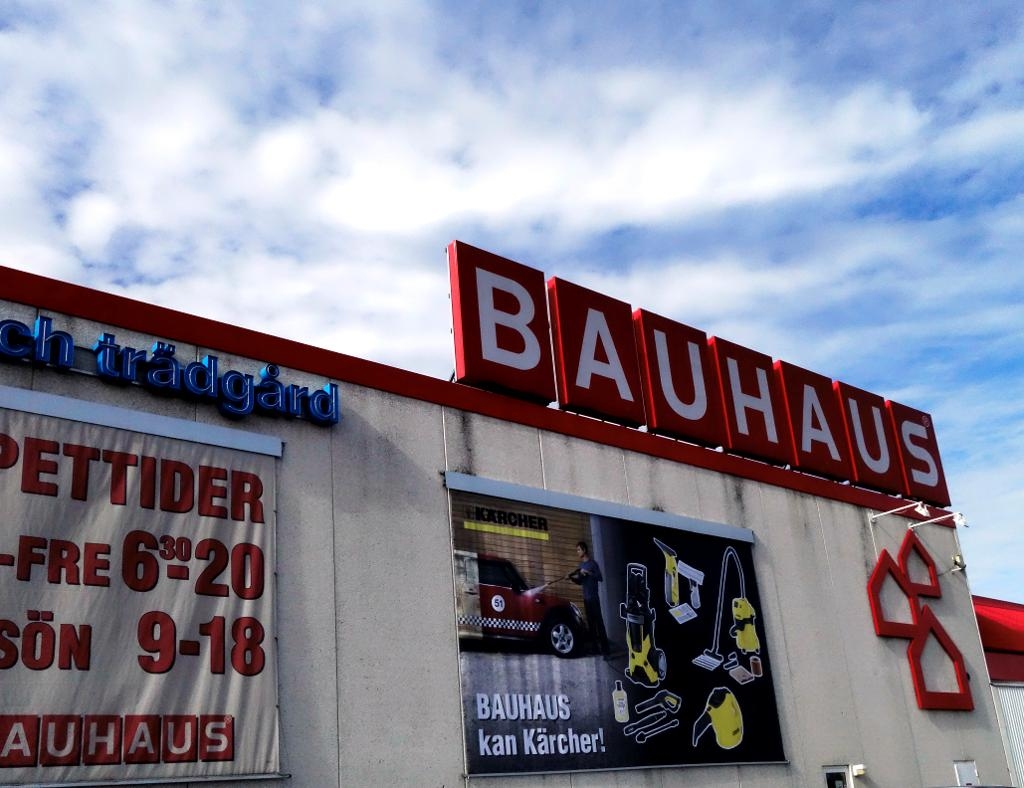 BAUHAUS
ch trädgård
PETTIDER
-FRE 6³⁰-20
SÖN 9-18
AUHAUS
KÄRCHER
51
BAUHAUS
kan Kärcher!